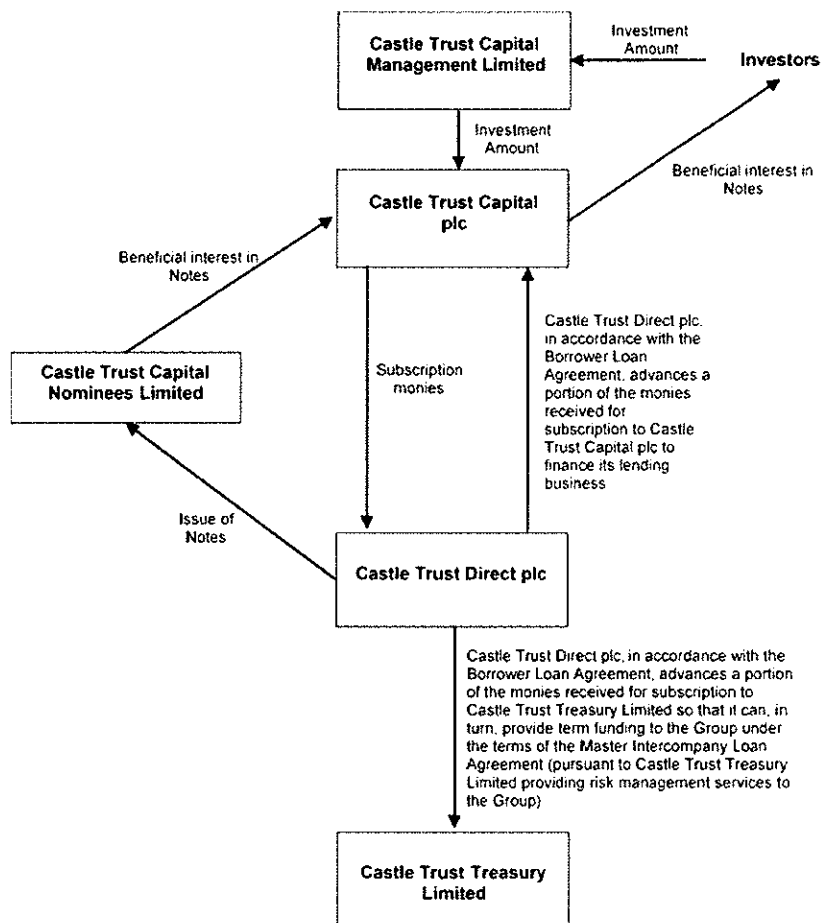 Castle Trust Capital
Management Limited
Investment
Amount
Investors
Investment
Amount
Castle Trust Capital
plc
Beneficial interest in
Notes
Beneficial interest in
Notes
Castle Trust Capital
Nominees Limited
Subscription
monies
Castle Trust Direct plc,
in accordance with the
Borrower Loan
Agreement, advances a
portion of the monies
received for
subscription to Castle
Trust Capital plc to
finance its lending
business
Issue of
Notes
Castle Trust Direct plc
Castle Trust Direct plc, in accordance with the
Borrower Loan Agreement, advances a portion
of the monies received for subscription to
Castle Trust Treasury Limited so that it can, in
turn, provide term funding to the Group under
the terms of the Master Intercompany Loan
Agreement (pursuant to Castle Trust Treasury
Limited providing risk management services to
the Group)
Castle Trust Treasury
Limited